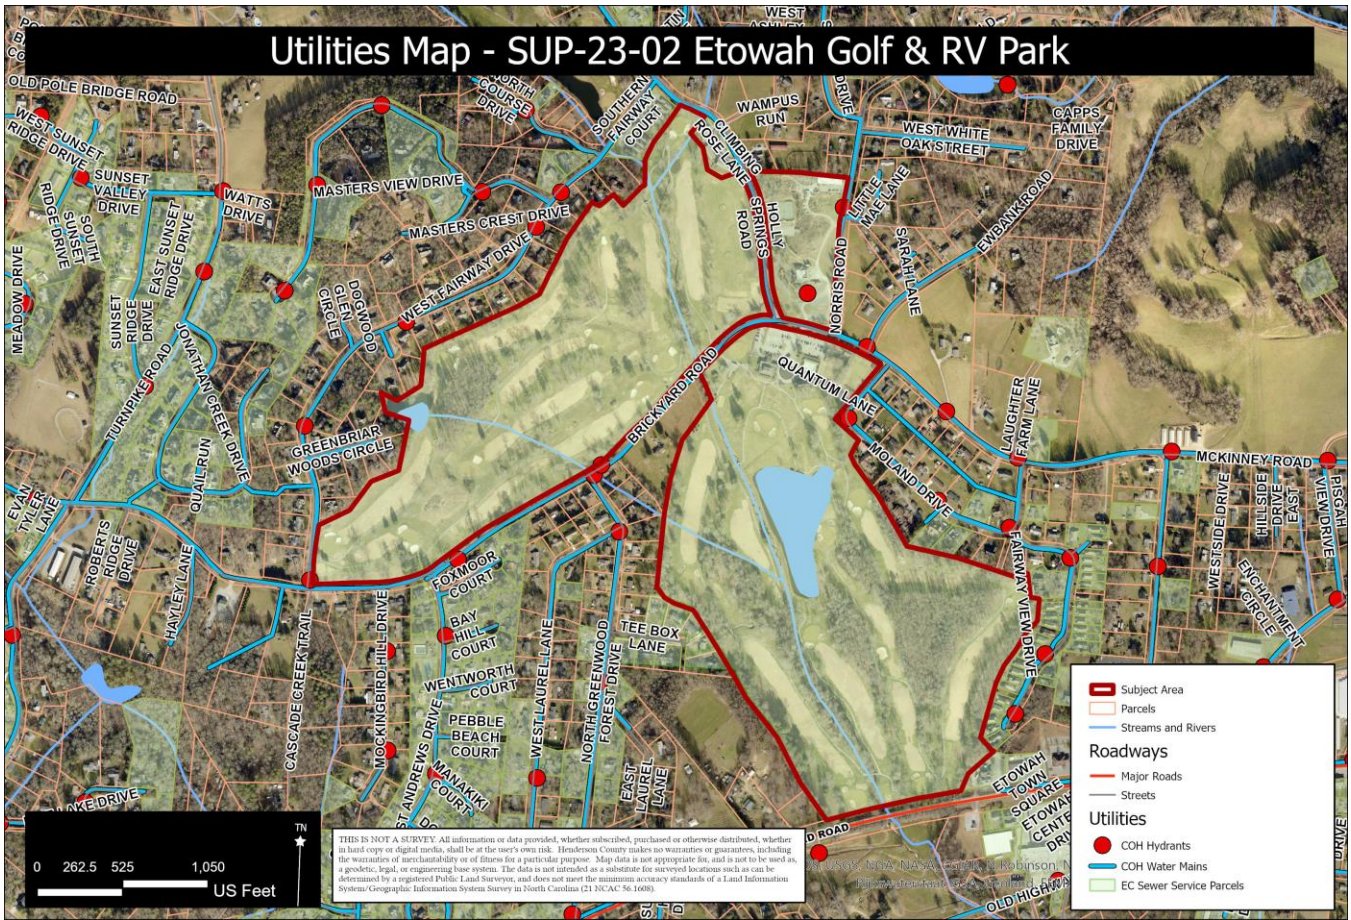 Utilities Map - SUP-23-02 Etowah Golf & RV Park
OLD POLE BRIDGE ROAD
COURSE
DRIVE
SOUTHERN
FAIRWAY
COURT
WEST
WAMPUS
RUN
DRIVE
WEST WHITE
OAK STREET
CAPPS
FAMILY
DRIVE
WEST SUNSET
RIDGE DRIVE
SUNSET
VALLEY
DRIVE
WATTS
DRIVE
MASTERS VIEW DRIVE
MASTERS CREST DRIVE
CLIMBING
ROSE LANE
LITTLE
MAE LANE
SOUTH
SUNSET
RIDGE DRIVE
EAST SUNSET
RIDGE DRIVE
HOLLY
SPRINGS
ROAD
NORRIS ROAD
SARAH LANE
EWBANK ROAD
MEADOW DRIVE
SUNSET
RIDGE
DRIVE
WEST FAIRWAY DRIVE
DOGWOOD
GLEN
CIRCLE
JONATHAN CREEK DRIVE
TURNPIKE ROAD
BRICKYARD ROAD
QUANTUM LANE
LAUGHTER
FARM LANE
GREENBRIAR
WOODS CIRCLE
QUAIL RUN
MOLAND DRIVE
MCKINNEY ROAD
EVAN
TYLER
LANE
ROBERTS
RIDGE
DRIVE
HAYLEY LANE
WESTSIDE DRIVE
HILLSIDE
DRIVE
EAST
PISGAH
VIEW DRIVE
FOXMOOR
COURT
FAIRWAY VIEW DRIVE
ENCHANTMENT
CIRCLE
CASCADE CREEK TRAIL
MOCKINGBIRD HILL DRIVE
BAY
HILL
COURT
TEE BOX
LANE
WENTWORTH
COURT
WEST LAUREL LANE
NORTH GREENWOOD
FOREST DRIVE
PEBBLE
BEACH
COURT
ST ANDREWS DRIVE
MANAKIKI
COURT
EAST
LAUREL
LANE
LAKE DRIVE
ETOWAH
TOWN
SQUARE
ETOWAH
CENTER
DRIVE
ROAD
OLD HIGHWAY
DRIVE
Subject Area
Parcels
Streams and Rivers
Roadways
Major Roads
Streets
Utilities
COH Hydrants
COH Water Mains
EC Sewer Service Parcels
TN
0 262.5 525 1,050
US Feet
THIS IS NOT A SURVEY. All information or data provided, whether subscribed, purchased or otherwise distributed, whether
in hard copy or digital media, shall be at the user's own risk. Henderson County makes no warranties or guarantees, including
the warranties of merchantability or of fitness for a particular purpose. Map data is not appropriate for, and is not to be used as,
a geodetic, legal, or engineering base system. The data is not intended as a substitute for surveyed locations such as can be
determined by a registered Public Land Surveyor, and does not meet the minimum accuracy standards of a Land Information
System/Geographic Information System Survey in North Carolina (21 NCAC 56.1608).